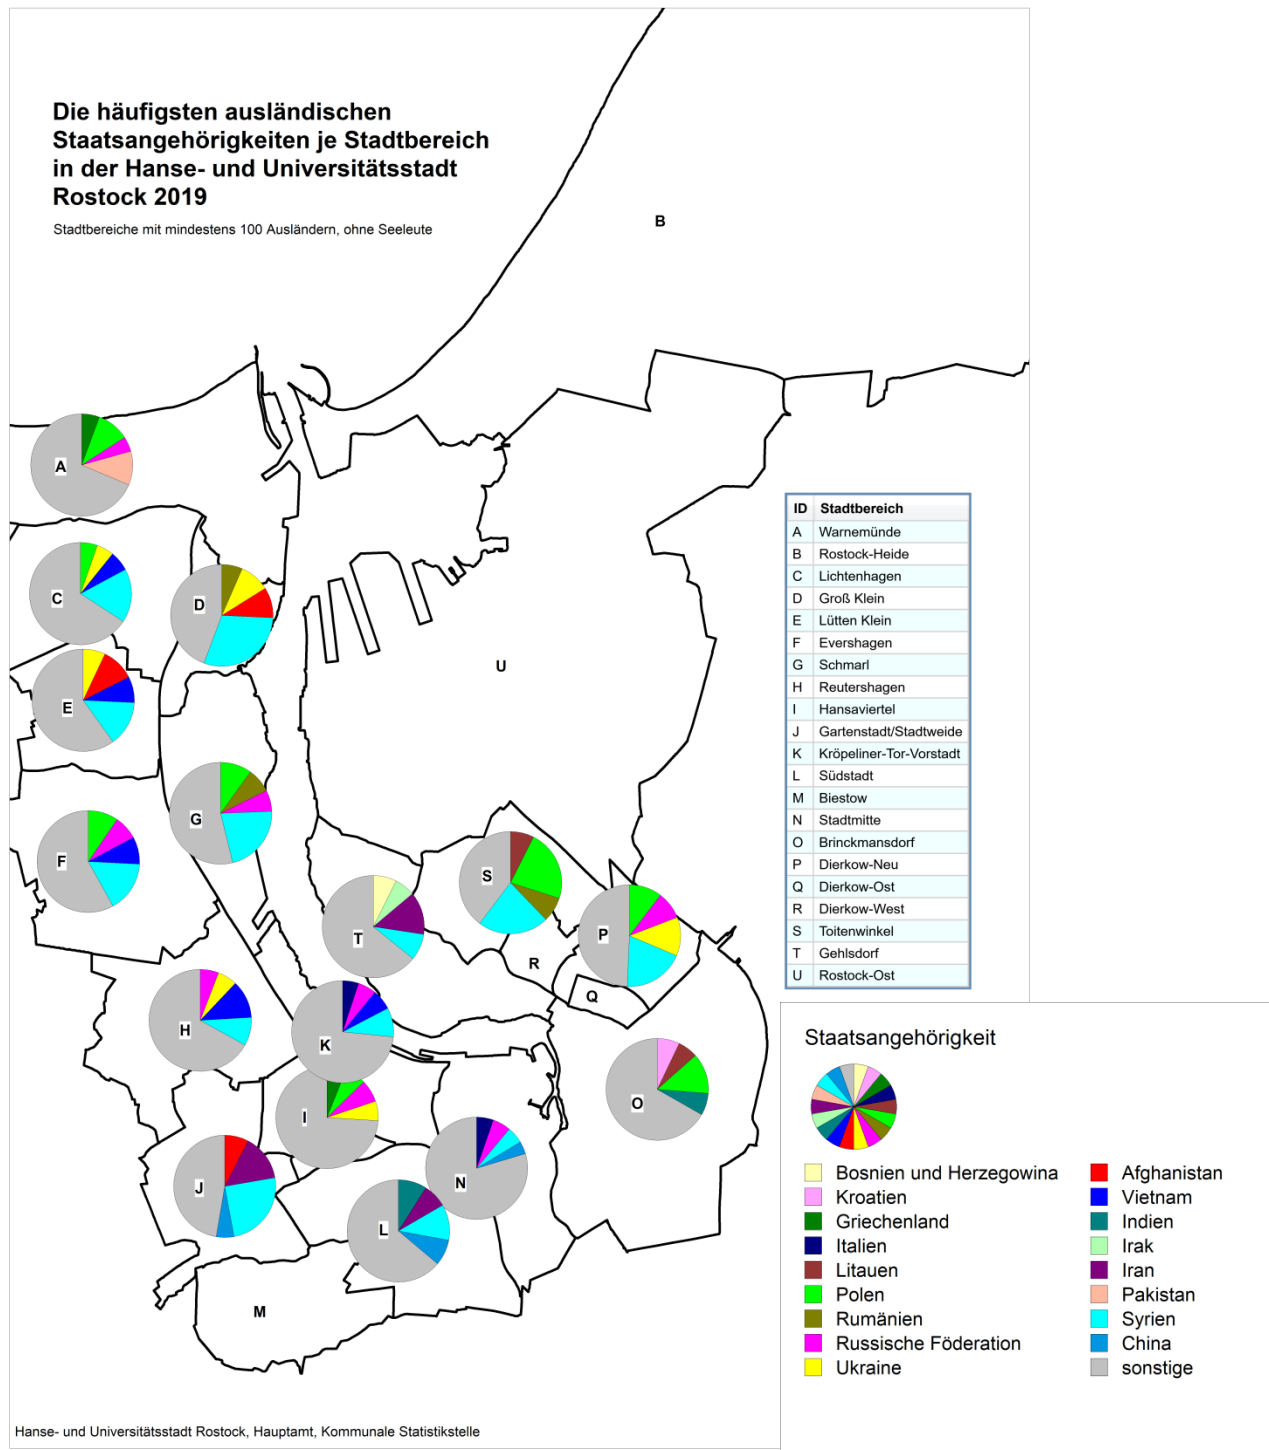 Die häufigsten ausländischen
Staatsangehörigkeiten je Stadtbereich
in der Hanse- und Universitätsstadt
Rostock 2019
Stadtbereiche mit mindestens 100 Ausländern, ohne Seeleute
B
A
C
D
E
U
G
F
S
T
P
R
Q
H
K
I
O
N
J
L
M
ID Stadtbereich
A Warnemünde
B Rostock-Heide
C Lichtenhagen
D Groß Klein
E Lütten Klein
F Evershagen
G Schmarl
H Reutershagen
I Hansaviertel
J Gartenstadt/Stadtweide
K Kröpeliner-Tor-Vorstadt
L Südstadt
M Biestow
N Stadtmitte
O Brinckmansdorf
P Dierkow-Neu
Q Dierkow-Ost
R Dierkow-West
S Toitenwinkel
T Gehlsdorf
U Rostock-Ost
Staatsangehörigkeit
Bosnien und Herzegowina
Kroatien
Griechenland
Italien
Litauen
Polen
Rumänien
Russische Föderation
Ukraine
Afghanistan
Vietnam
Indien
Irak
Iran
Pakistan
Syrien
China
sonstige
Hanse- und Universitätsstadt Rostock, Hauptamt, Kommunale Statistikstelle